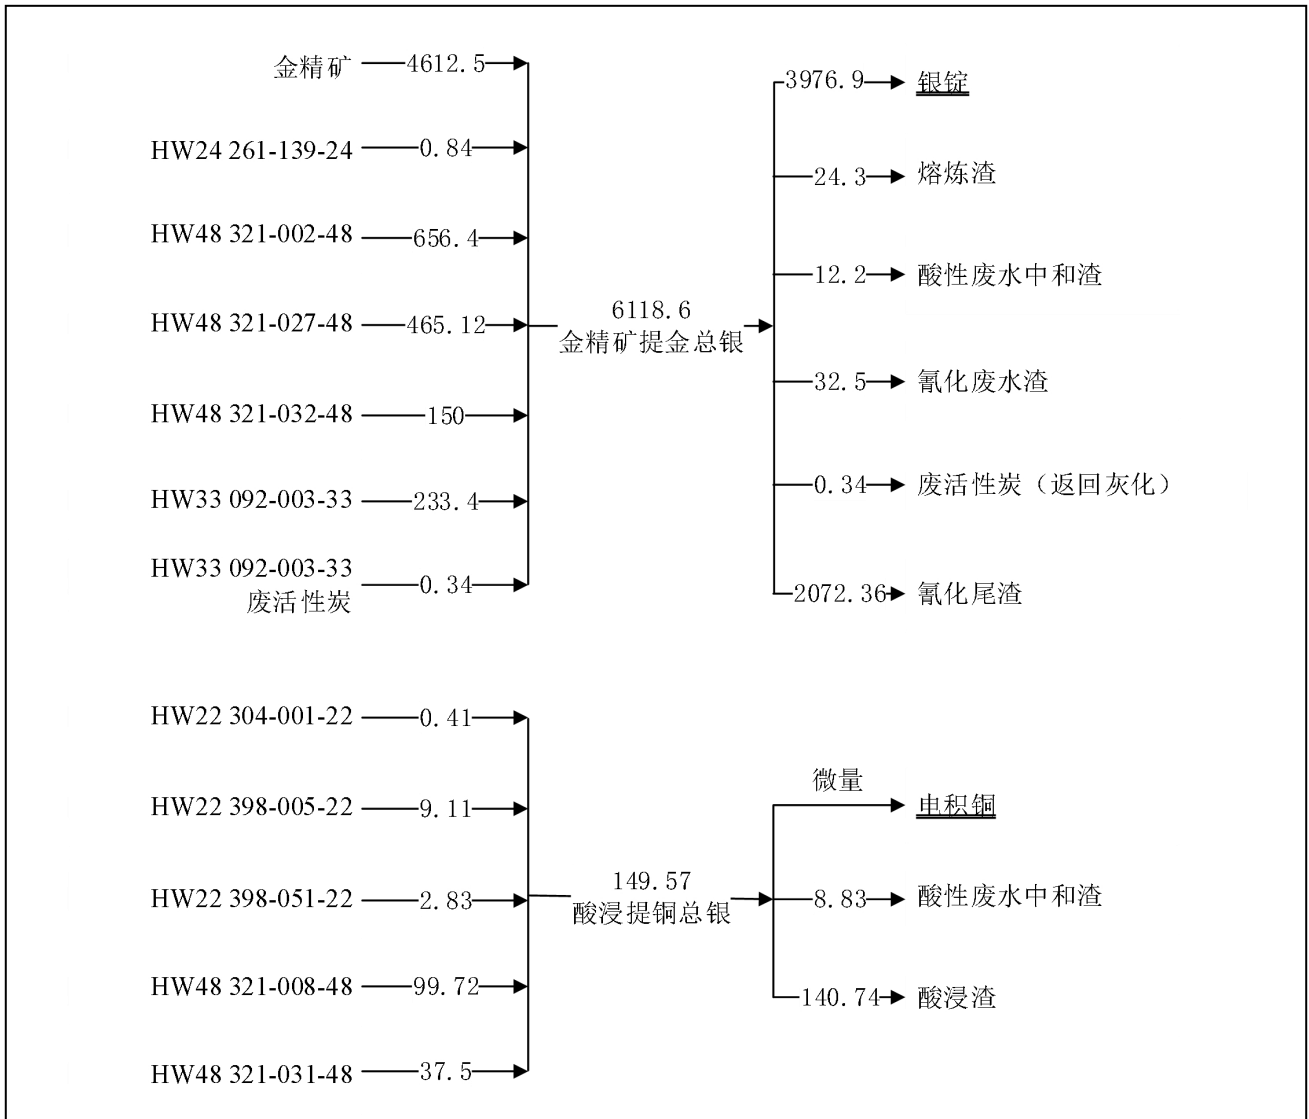 金精矿 4612.5
HW24 261-139-24 0.84
HW48 321-002-48 656.4
HW48 321-027-48 465.12
HW48 321-032-48 150
HW33 092-003-33 233.4
HW33 092-003-33
废活性炭 0.34
6118.6
金精矿提金总银
3976.9 银锭
24.3 熔炼渣
12.2 酸性废水中和渣
32.5 氰化废水渣
0.34 废活性炭（返回灰化）
2072.36 氰化尾渣
HW22 304-001-22 0.41
HW22 398-005-22 9.11
HW22 398-051-22 2.83
HW48 321-008-48 99.72
HW48 321-031-48 37.5
149.57
酸浸提铜总银
微量
电积铜
8.83 酸性废水中和渣
140.74 酸浸渣